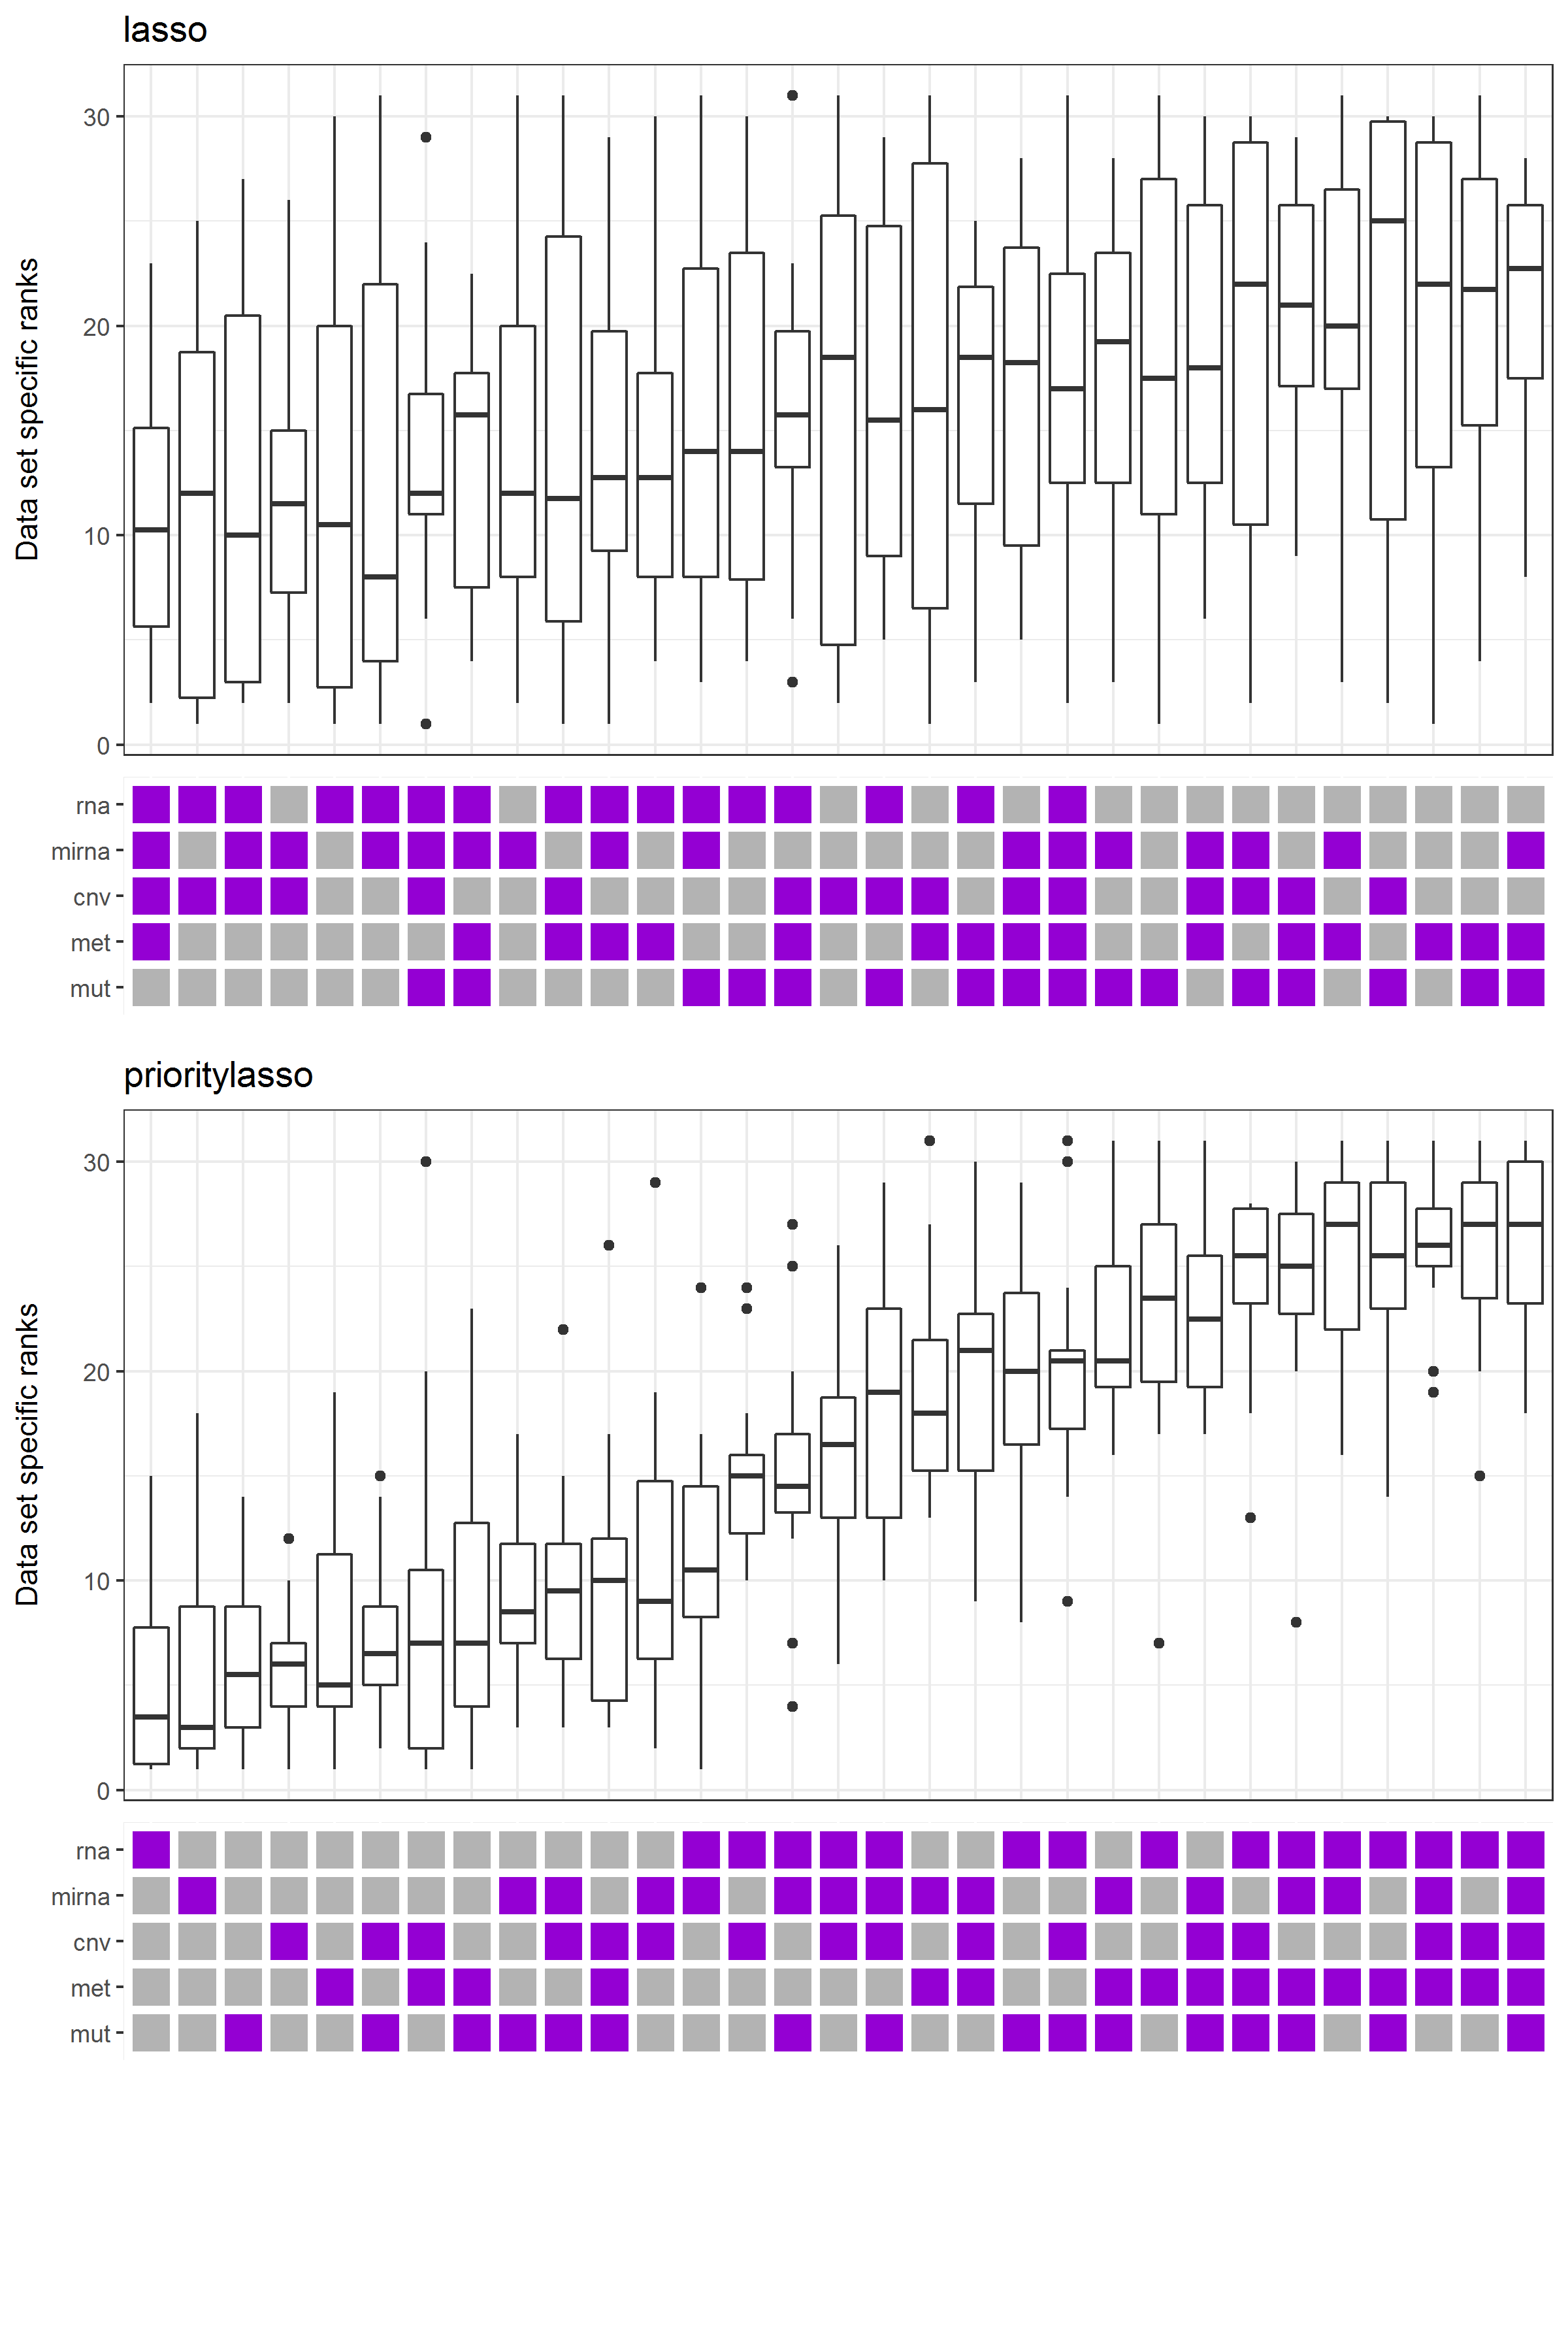 lasso
Data set specific ranks
30
20
10
0
rna
mirna
cnv
met
mut
prioritylasso
Data set specific ranks
30
20
10
0
rna
mirna
cnv
met
mut